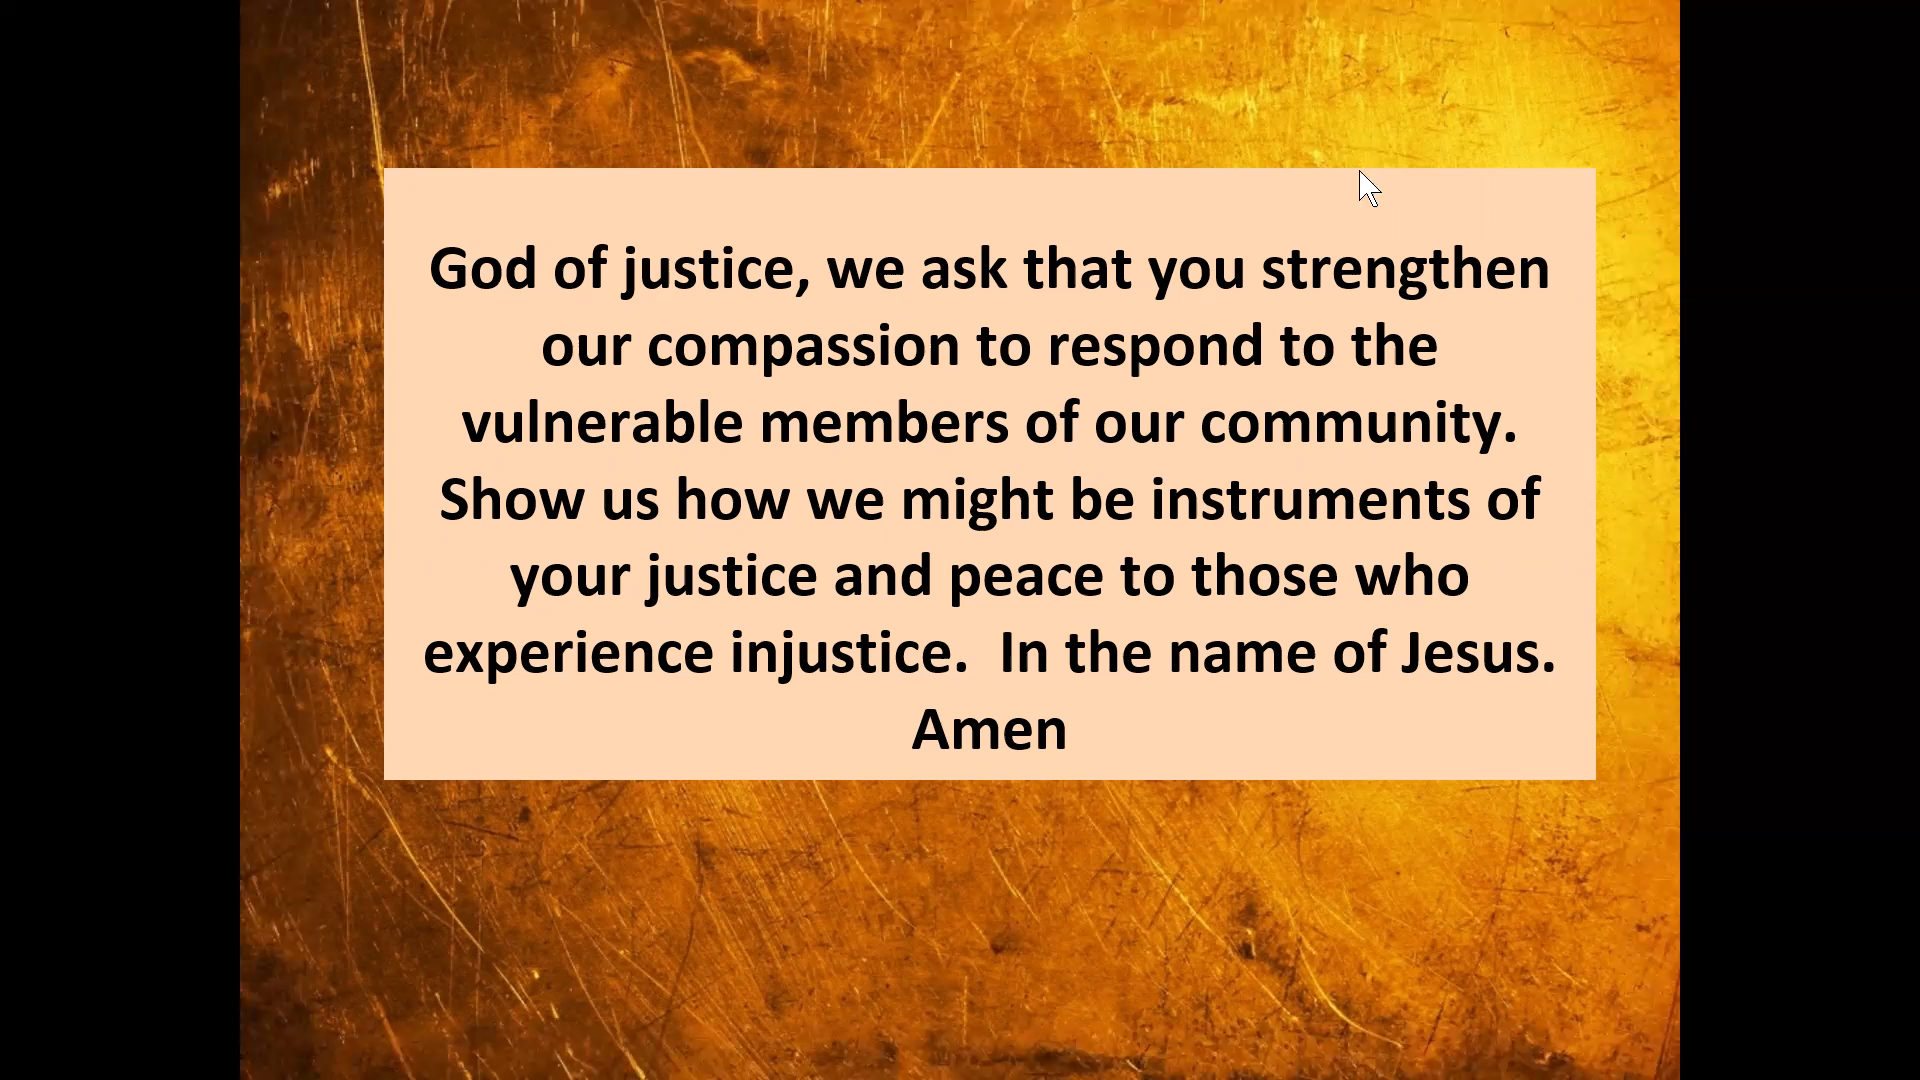 God of justice, we ask that you strengthen
our compassion to respond to the
vulnerable members of our community.
Show us how we might be instruments of
your justice and peace to those who
experience injustice.  In the name of Jesus.
Amen